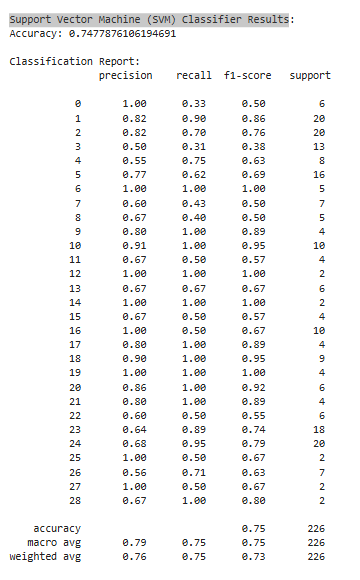 Support Vector Machine (SVM) Classifier Results:
Accuracy: 0.7477876106194691
Classification Report:
precision recall f1-score support
0 1.00 0.33 0.50 6
1 0.82 0.90 0.86 20
2 0.82 0.70 0.76 20
3 0.50 0.31 0.38 13
4 0.55 0.75 0.63 8
5 0.77 0.62 0.69 16
6 1.00 1.00 1.00 5
7 0.60 0.43 0.50 7
8 0.67 0.40 0.50 5
9 0.80 1.00 0.89 4
10 0.91 1.00 0.95 10
11 0.67 0.50 0.57 4
12 1.00 1.00 1.00 2
13 0.67 0.67 0.67 6
14 1.00 1.00 1.00 2
15 0.67 0.50 0.57 4
16 1.00 0.50 0.67 10
17 0.80 1.00 0.89 4
18 0.90 1.00 0.95 9
19 1.00 1.00 1.00 4
20 0.86 1.00 0.92 6
21 0.80 1.00 0.89 4
22 0.60 0.50 0.55 6
23 0.64 0.89 0.74 18
24 0.68 0.95 0.79 20
25 1.00 0.50 0.67 2
26 0.56 0.71 0.63 7
27 1.00 0.50 0.67 2
28 0.67 1.00 0.80 2
accuracy 0.75 226
macro avg 0.79 0.75 0.75 226
weighted avg 0.76 0.75 0.73 226